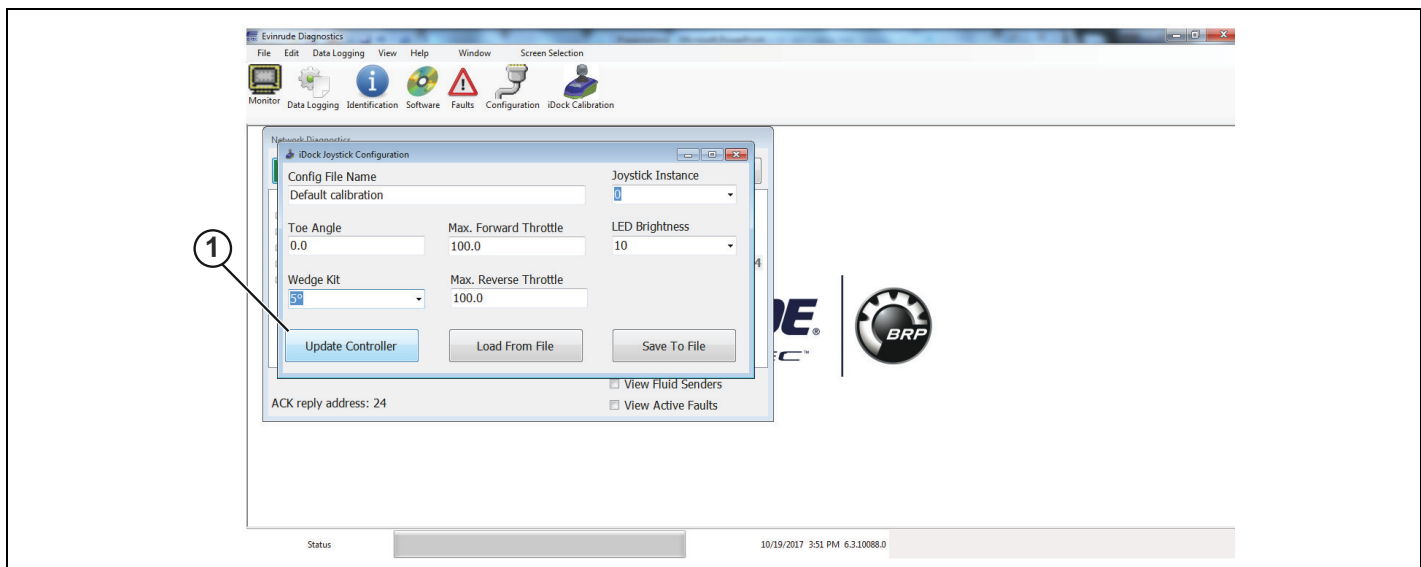 Evinrude Diagnostics
File Edit Data Logging View Help Window Screen Selection
Monitor Data Logging Identification Software Faults Configuration iDock Calibration
Network Diagnostics
iDock Joystick Configuration
Config File Name Joystick Instance
Default calibration 0
Toe Angle Max. Forward Throttle LED Brightness
0.0 100.0 10
4
1
Wedge Kit Max. Reverse Throttle
5° 100.0
DE®
BRP
Update Controller Load From File Save To File
EC™
View Fluid Senders
ACK reply address: 24 View Active Faults
Status 10/19/2017 3:51 PM 6.3.10088.0